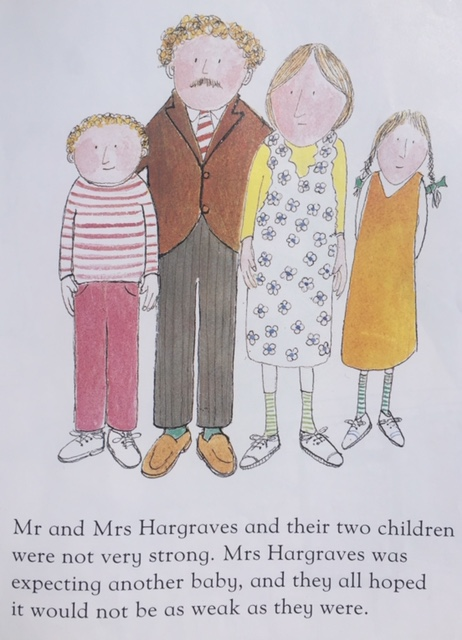 Mr and Mrs Hargraves and their two children
were not very strong. Mrs Hargraves was
expecting another baby, and they all hoped
it would not be as weak as they were.